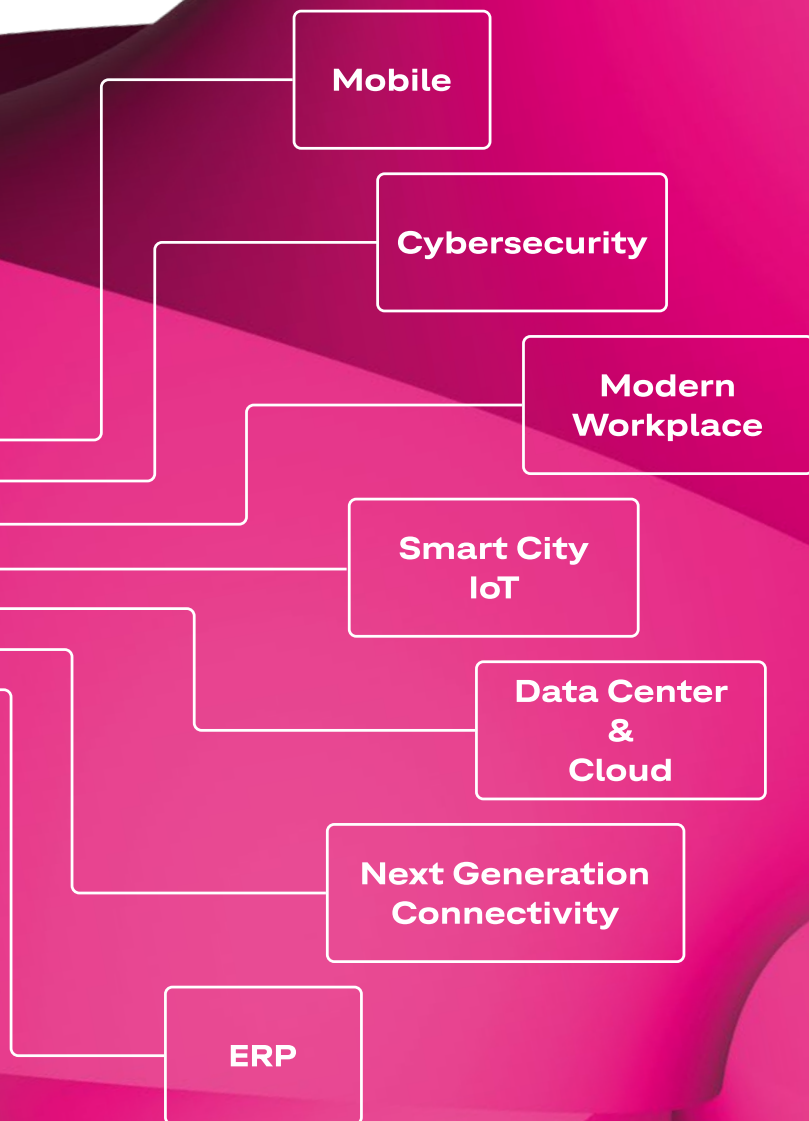 Mobile
Cybersecurity
Modern
Workplace
Smart City
IoT
Data Center
&
Cloud
Next Generation
Connectivity
ERP